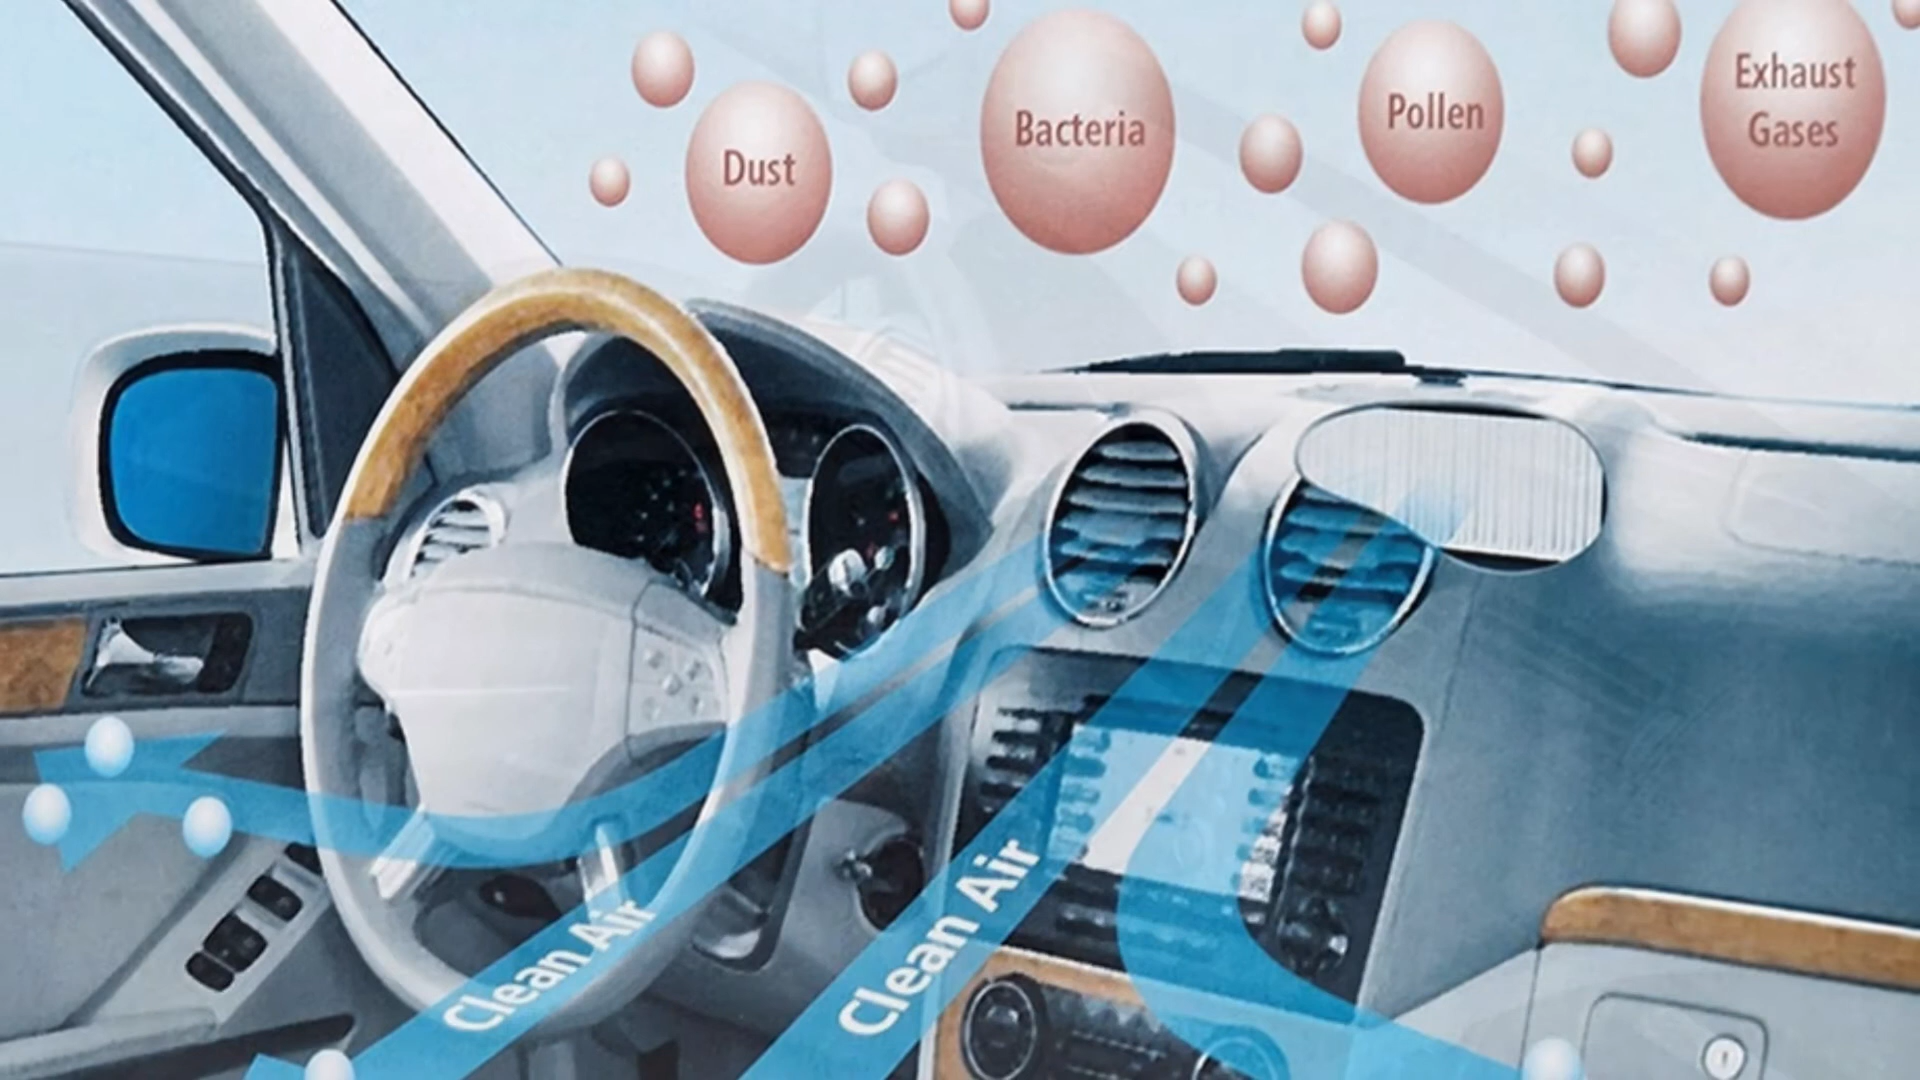 Dust
Bacteria
Pollen
Exhaust
Gases
Clean Air
Clean Air